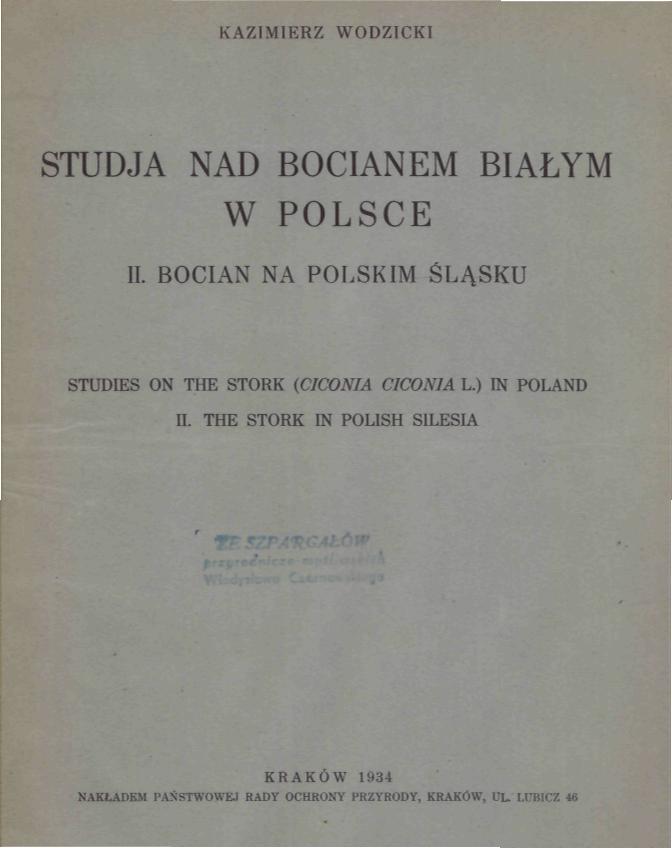 KAZIMIERZ WODZICKI
STUDJA NAD BOCIANEM BIAŁYM
W POLSCE
II. BOCIAN NA POLSKIM ŚLĄSKU
STUDIES ON THE STORK (CICONIA CICONIA L.) IN POLAND
II. THE STORK IN POLISH SILESIA
ZE SZPARGAŁÓW
Władysława
KRAKÓW 1934
NAKŁADEM PAŃSTWOWEJ RADY OCHRONY PRZYRODY, KRAKÓW, UL. LUBICZ 46